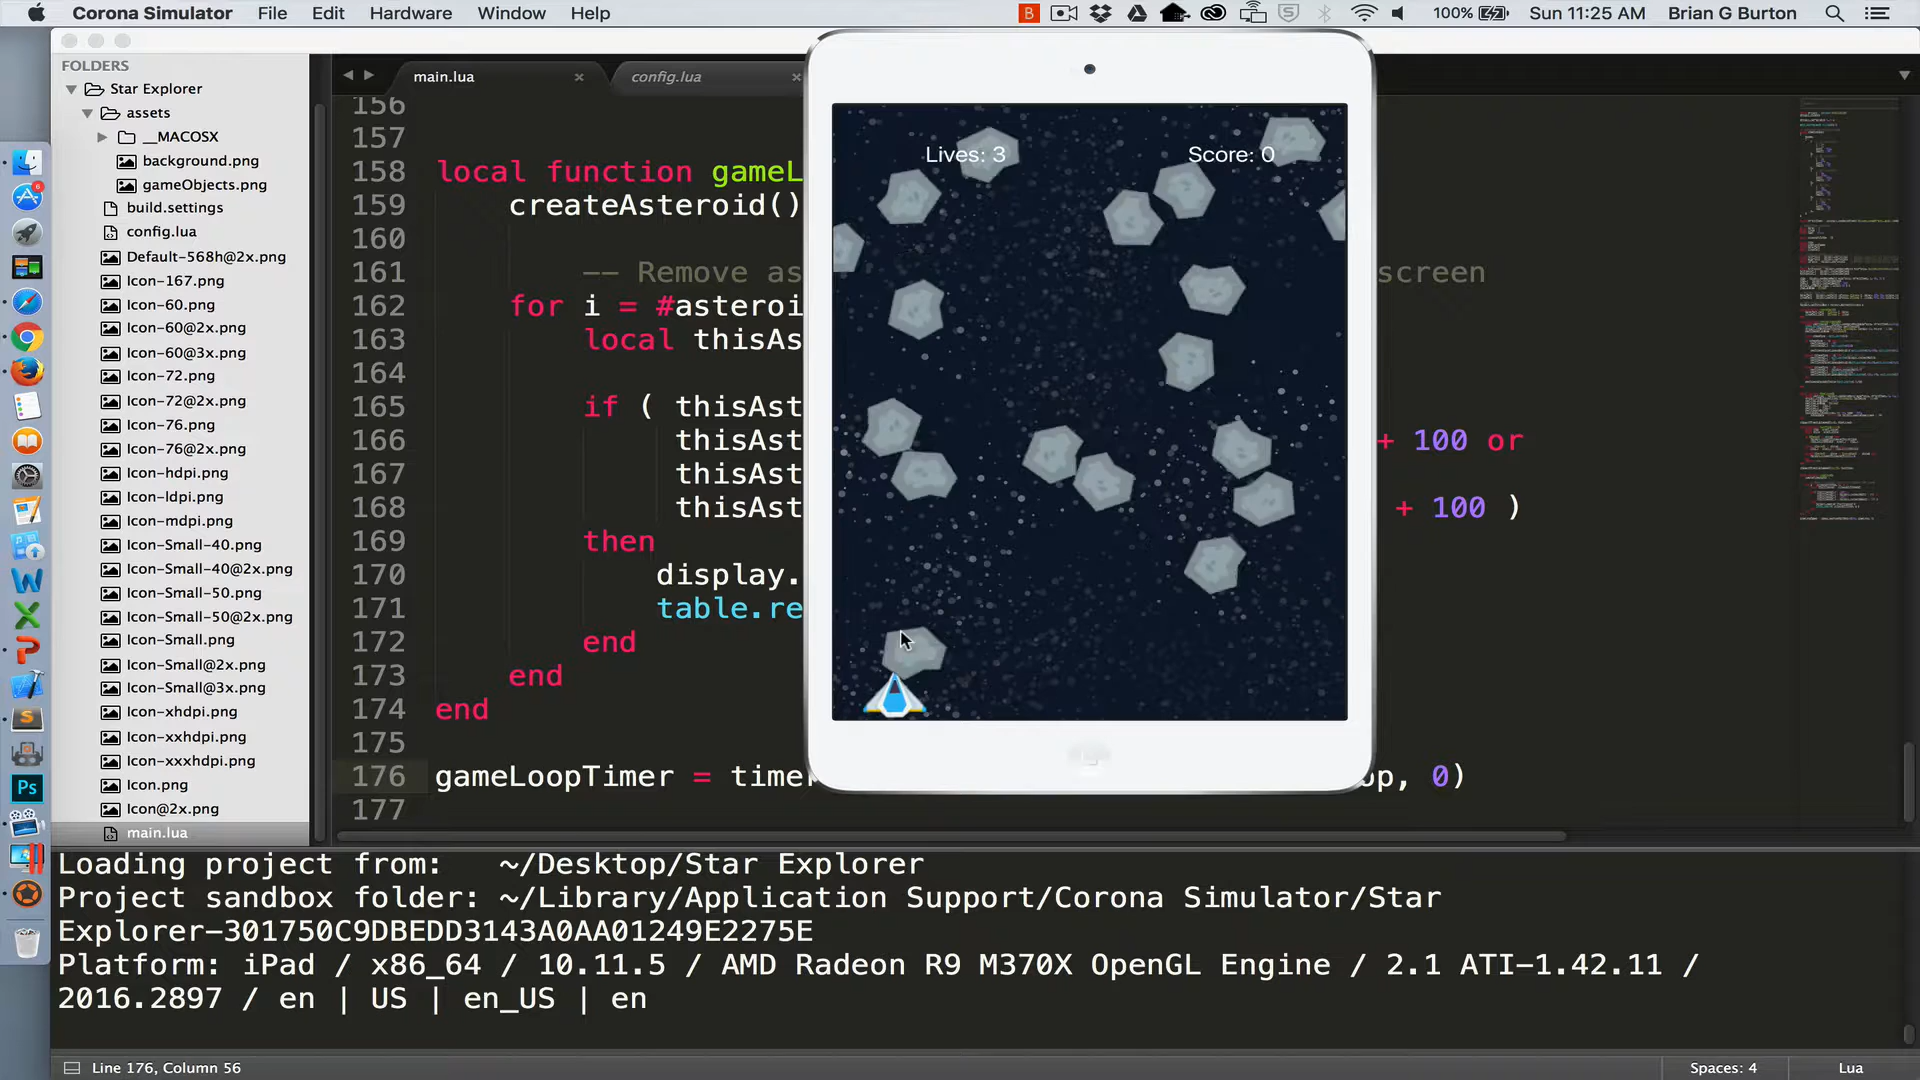 Corona Simulator File Edit Hardware Window Help
100% Sun 11:25 AM Brian G Burton
FOLDERS
Star Explorer
assets
__MACOSX
background.png
gameObjects.png
build.settings
config.lua
Default-568h@2x.png
Icon-167.png
Icon-60.png
Icon-60@2x.png
Icon-60@3x.png
Icon-72.png
Icon-72@2x.png
Icon-76.png
Icon-76@2x.png
Icon-hdpi.png
Icon-ldpi.png
Icon-mdpi.png
Icon-Small-40.png
Icon-Small-40@2x.png
Icon-Small-50.png
Icon-Small-50@2x.png
Icon-Small.png
Icon-Small@2x.png
Icon-Small@3x.png
Icon-xhdpi.png
Icon-xxhdpi.png
Icon-xxxhdpi.png
Icon.png
Icon@2x.png
main.lua
main.lua config.lua
156
157
158 local function gameL
159 createAsteroid()
160
161 -- Remove as screen
162 for i = #asteroi
163 local thisAs
164
165 if ( thisAst
166 thisAst + 100 or
167 thisAst
168 thisAst + 100 )
169 then
170 display.
171 table.re
172 end
173 end
174 end
175
176 gameLoopTimer = timer op, 0)
177
Lives: 3 Score: 0
Loading project from: ~/Desktop/Star Explorer
Project sandbox folder: ~/Library/Application Support/Corona Simulator/Star
Explorer-301750C9DBEDD3143A0AA01249E2275E
Platform: iPad / x86_64 / 10.11.5 / AMD Radeon R9 M370X OpenGL Engine / 2.1 ATI-1.42.11 /
2016.2897 / en | US | en_US | en
Line 176, Column 56 Spaces: 4 Lua